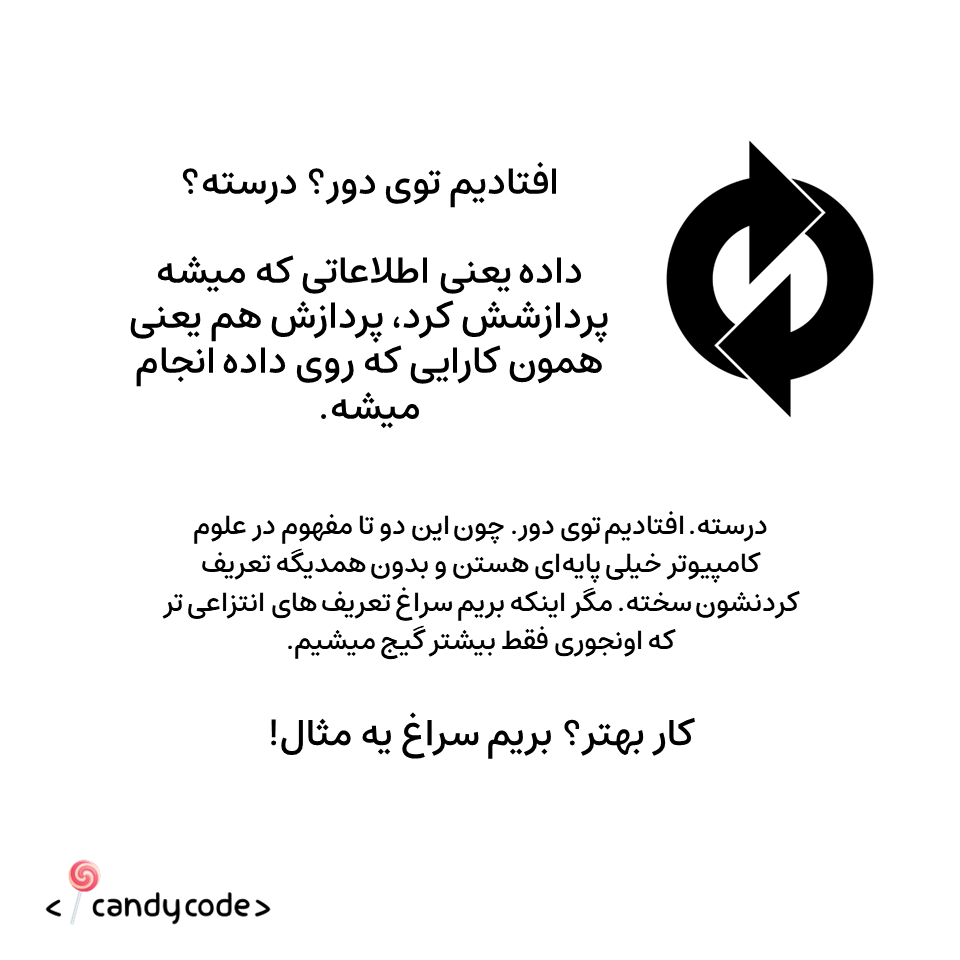 افتادیم توی دور؟ درسته؟
داده یعنی اطلاعاتی که میشه
پردازشش کرد، پردازش هم یعنی
همون کارایی که روی داده انجام
میشه.
درسته. افتادیم توی دور. چون این دو تا مفهوم در علوم
کامپیوتر خیلی پایه‌ای هستن و بدون همدیگه تعریف
کردنشون سخته. مگر اینکه بریم سراغ تعریف های انتزاعی تر
که اونجوری فقط بیشتر گیج میشیم.
کار بهتر؟ بریم سراغ یه مثال!
</candycode>